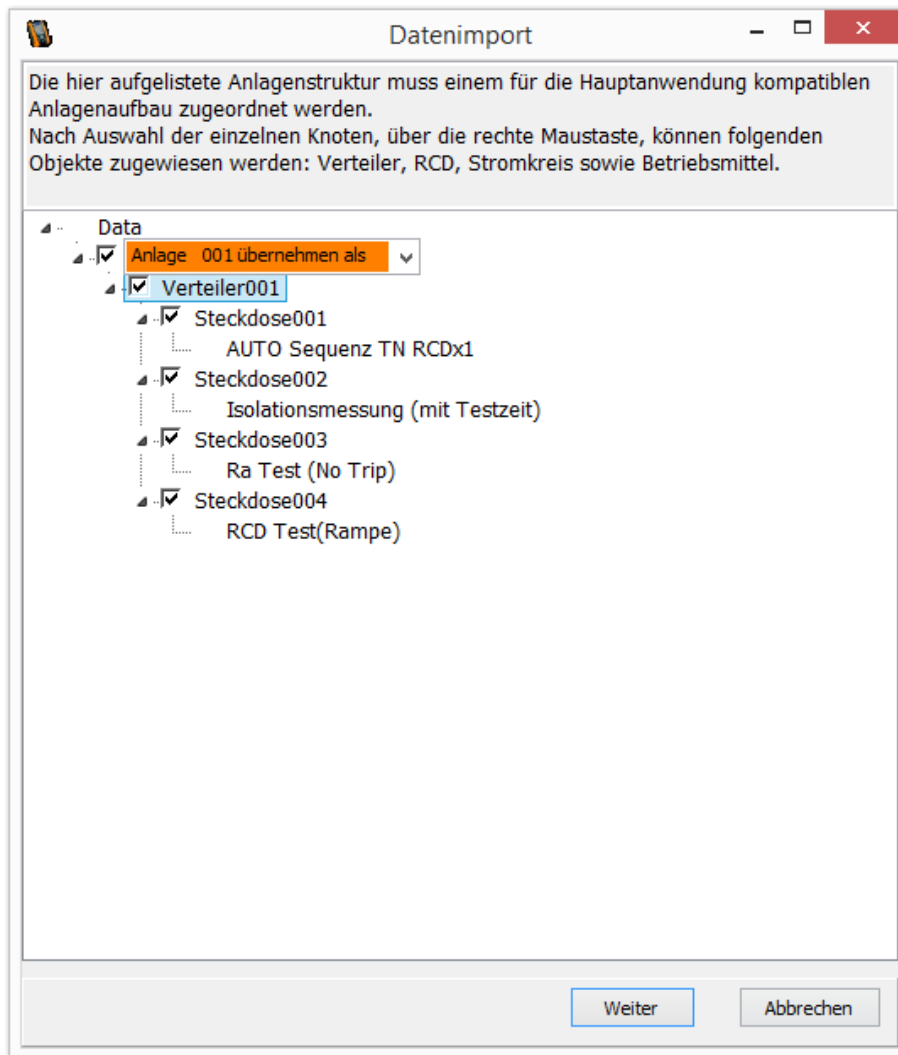 Datenimport
Die hier aufgelistete Anlagenstruktur muss einem für die Hauptanwendung kompatiblen
Anlagenaufbau zugeordnet werden.
Nach Auswahl der einzelnen Knoten, über die rechte Maustaste, können folgenden
Objekte zugewiesen werden: Verteiler, RCD, Stromkreis sowie Betriebsmittel.
Data
Anlage 001 übernehmen als
Verteiler001
Steckdose001
AUTO Sequenz TN RCDx1
Steckdose002
Isolationsmessung (mit Testzeit)
Steckdose003
Ra Test (No Trip)
Steckdose004
RCD Test(Rampe)
Weiter Abbrechen